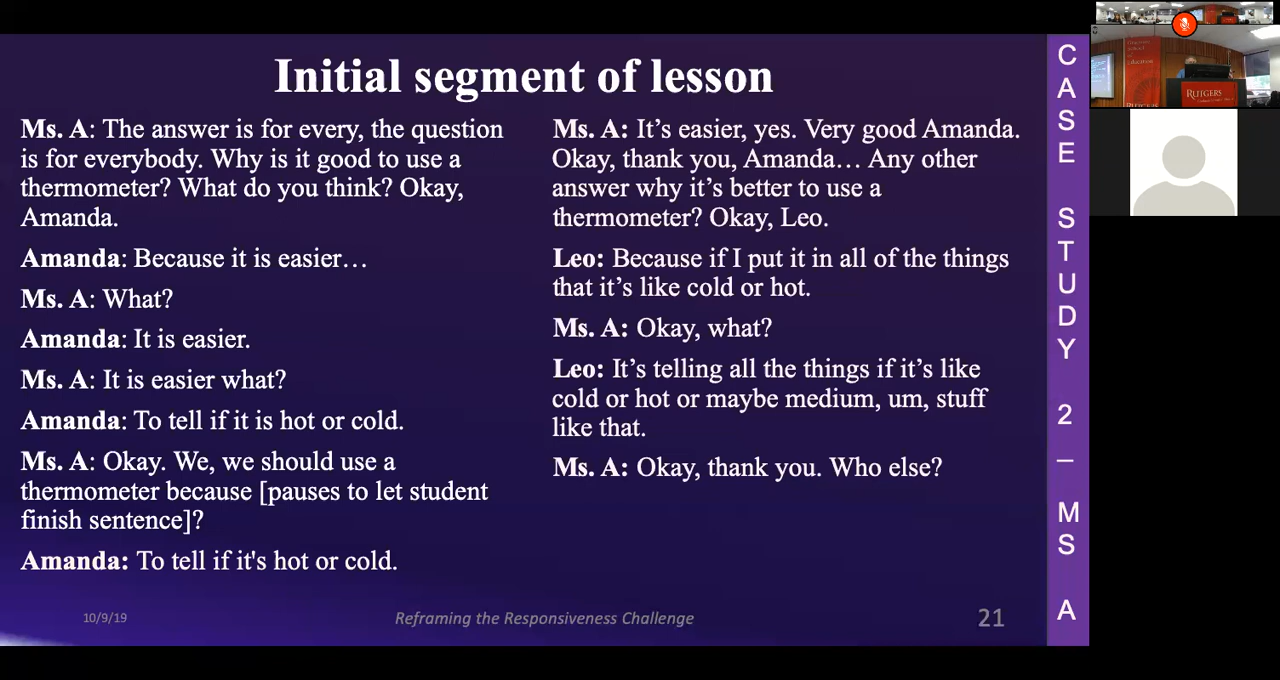 Initial segment of lesson
Ms. A: The answer is for every, the question
is for everybody. Why is it good to use a
thermometer? What do you think? Okay,
Amanda.
Amanda: Because it is easier…
Ms. A: What?
Amanda: It is easier.
Ms. A: It is easier what?
Amanda: To tell if it is hot or cold.
Ms. A: Okay. We, we should use a
thermometer because [pauses to let student
finish sentence]?
Amanda: To tell if it's hot or cold.
Ms. A: It’s easier, yes. Very good Amanda.
Okay, thank you, Amanda… Any other
answer why it’s better to use a
thermometer? Okay, Leo.
Leo: Because if I put it in all of the things
that it’s like cold or hot.
Ms. A: Okay, what?
Leo: It’s telling all the things if it’s like
cold or hot or maybe medium, um, stuff
like that.
Ms. A: Okay, thank you. Who else?
10/9/19
Reframing the Responsiveness Challenge
21
CASE STUDY 2 – MS A
RUTGERS